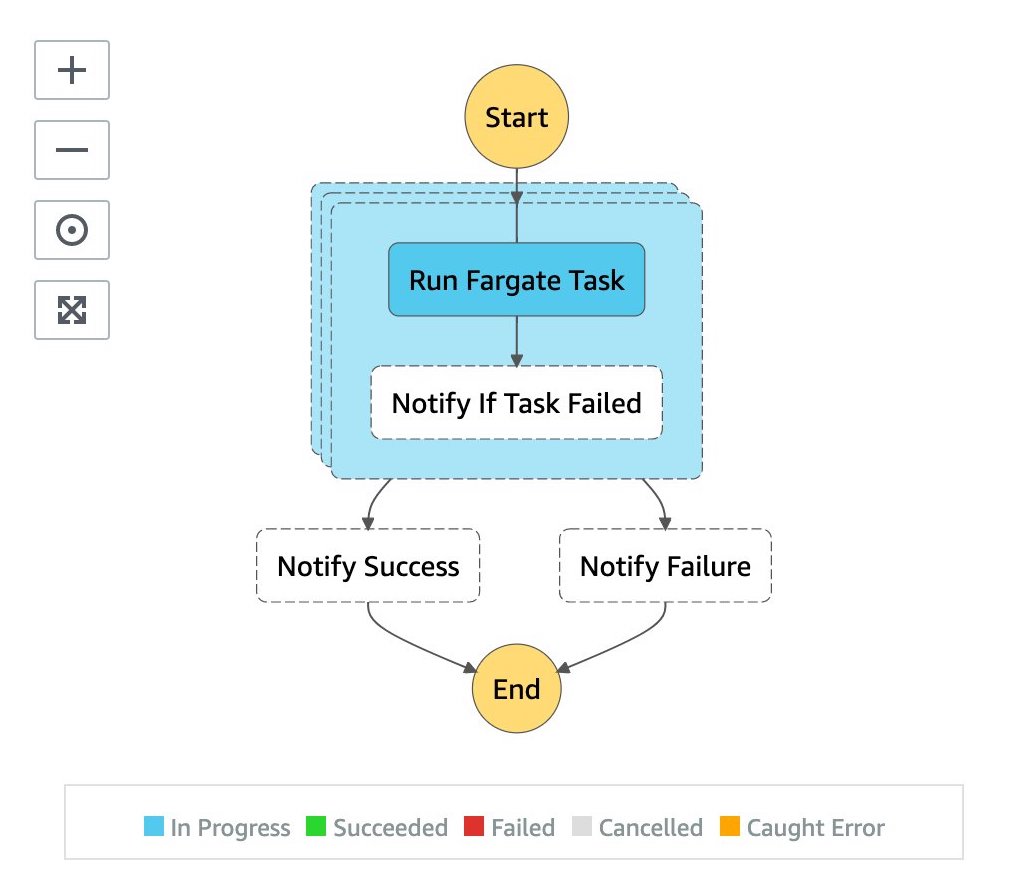 Start
Run Fargate Task
Notify If Task Failed
Notify Success
Notify Failure
End
In Progress
Succeeded
Failed
Cancelled
Caught Error